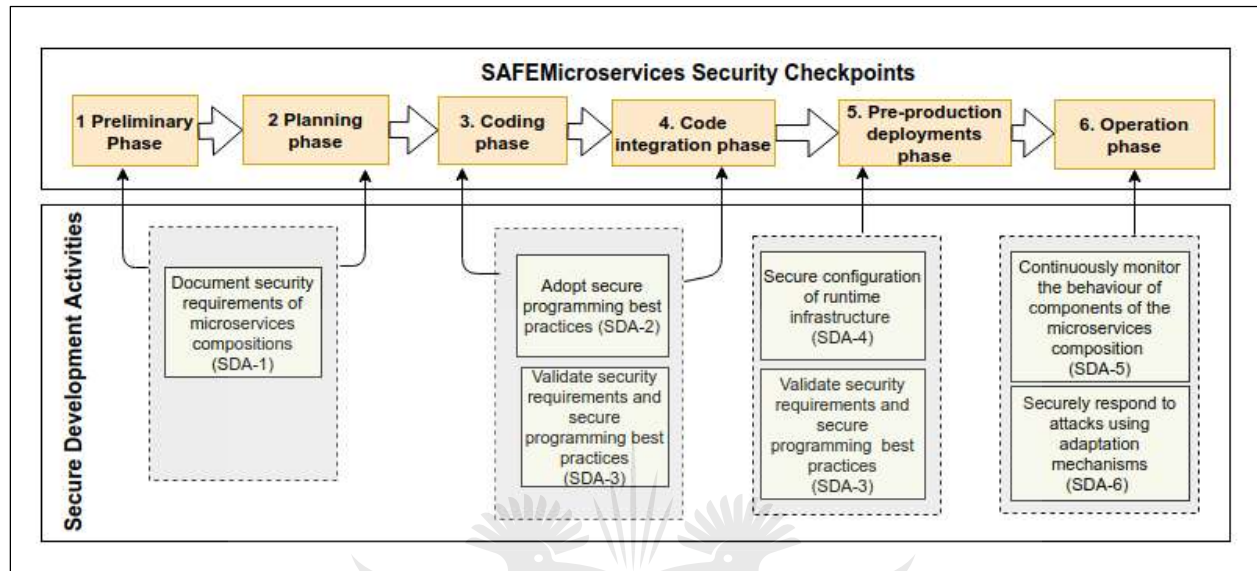 SAFEMicroservices Security Checkpoints
1 Preliminary
Phase
2 Planning
phase
3. Coding
phase
4. Code
integration phase
5. Pre-production
deployments
phase
6. Operation
phase
Secure Development Activities
Document security
requirements of
microservices
compositions
(SDA-1)
Adopt secure
programming best
practices (SDA-2)
Validate security
requirements and
secure
programming best
practices
(SDA-3)
Secure configuration
of runtime
infrastructure
(SDA-4)
Validate security
requirements and
secure
programming best
practices
(SDA-3)
Continuously monitor
the behaviour of
components of the
microservices
composition
(SDA-5)
Securely respond to
attacks using
adaptation
mechanisms
(SDA-6)